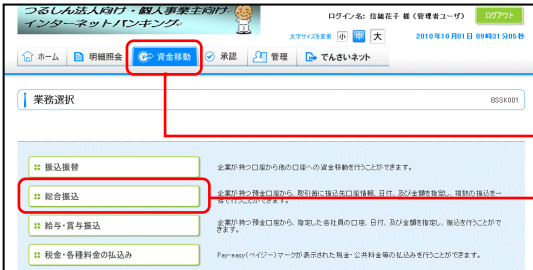 つるしん法人向け・個人事業主向け
インターネットバンキング
ログイン名: 信雄花子 様 (管理者ユーザ)
ログアウト
文字サイズを変更 小 中 大
2010年10月01日 09時31分05秒
ホーム 明細照会 資金移動 承認 管理 でんさいネット
業務選択
BSSK001
振込振替
企業が持つ口座から他の口座への資金移動を行うことができます。
総合振込
企業が持つ預金口座から、取引毎に振込先口座情報、日付、及び金額を指定し、複数の振込を一
括で行うことができます。
給与・賞与振込
企業が持つ預金口座から、指定した各社員の口座、日付、及び金額を指定し、振込を行うことがで
きます。
税金・各種料金の払込み
Pay-easy(ペイジー)マークが表示された税金・公共料金等の払込みを行うことができます。